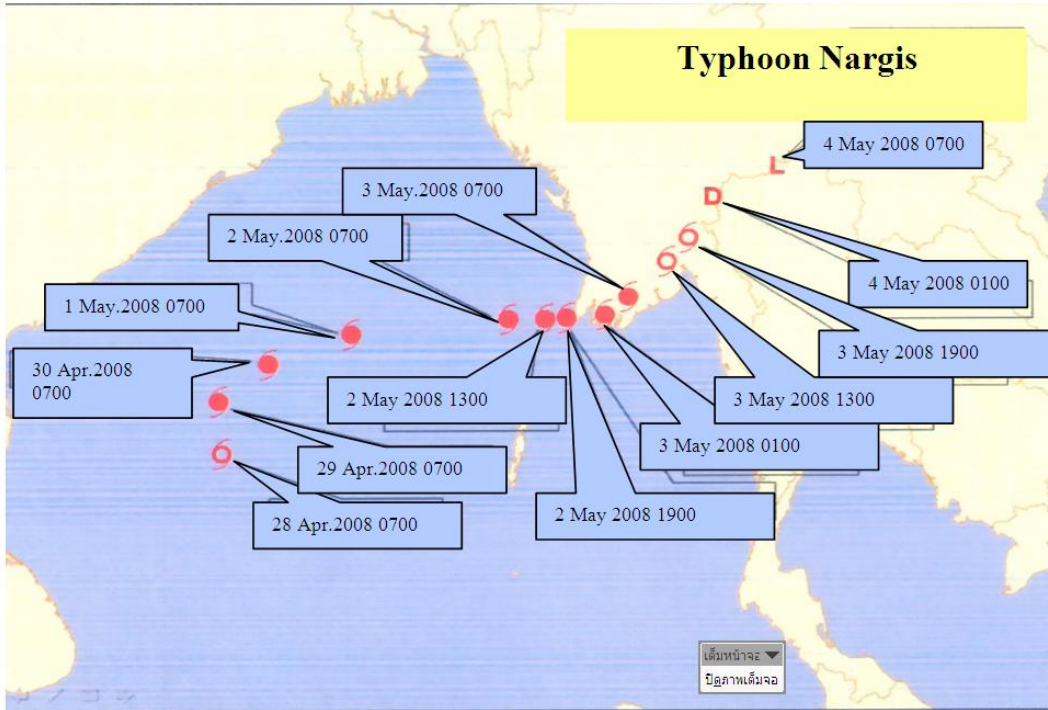 Typhoon Nargis
4 May 2008 0700
3 May.2008 0700
D
L
2 May.2008 0700
4 May 2008 0100
1 May.2008 0700
3 May 2008 1900
30 Apr.2008
0700
2 May 2008 1300
3 May 2008 1300
3 May 2008 0100
29 Apr.2008 0700
2 May 2008 1900
28 Apr.2008 0700
เต็มหน้าจอ
ปิดภาพเต็มจอ